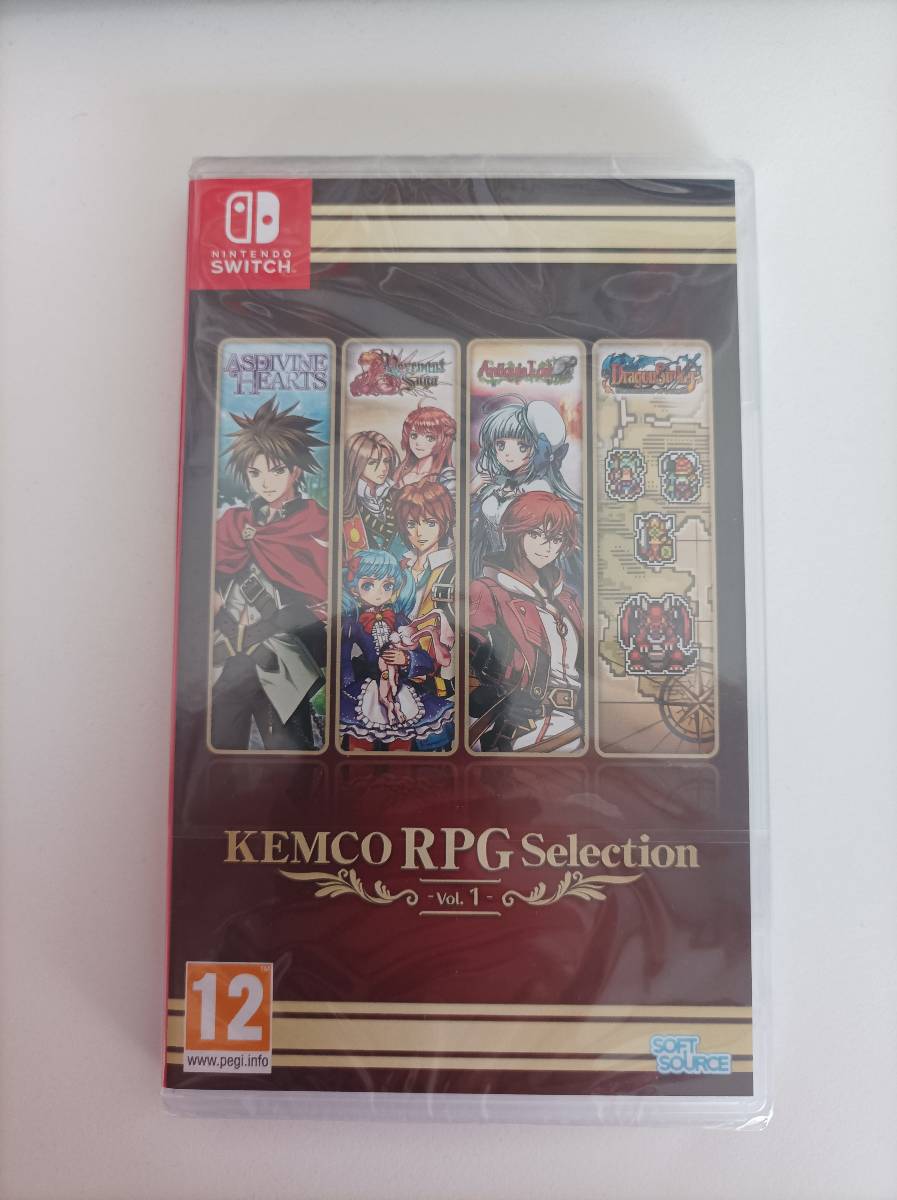 NINTENDO
SWITCH™
ASDIVINE
HEARTS
Revenant
Saga
Antiquia Lost
Dragon Sinker
KEMCO RPG Selection
- Vol. 1 -
12
www.pegi.info
SOFT
SOURCE